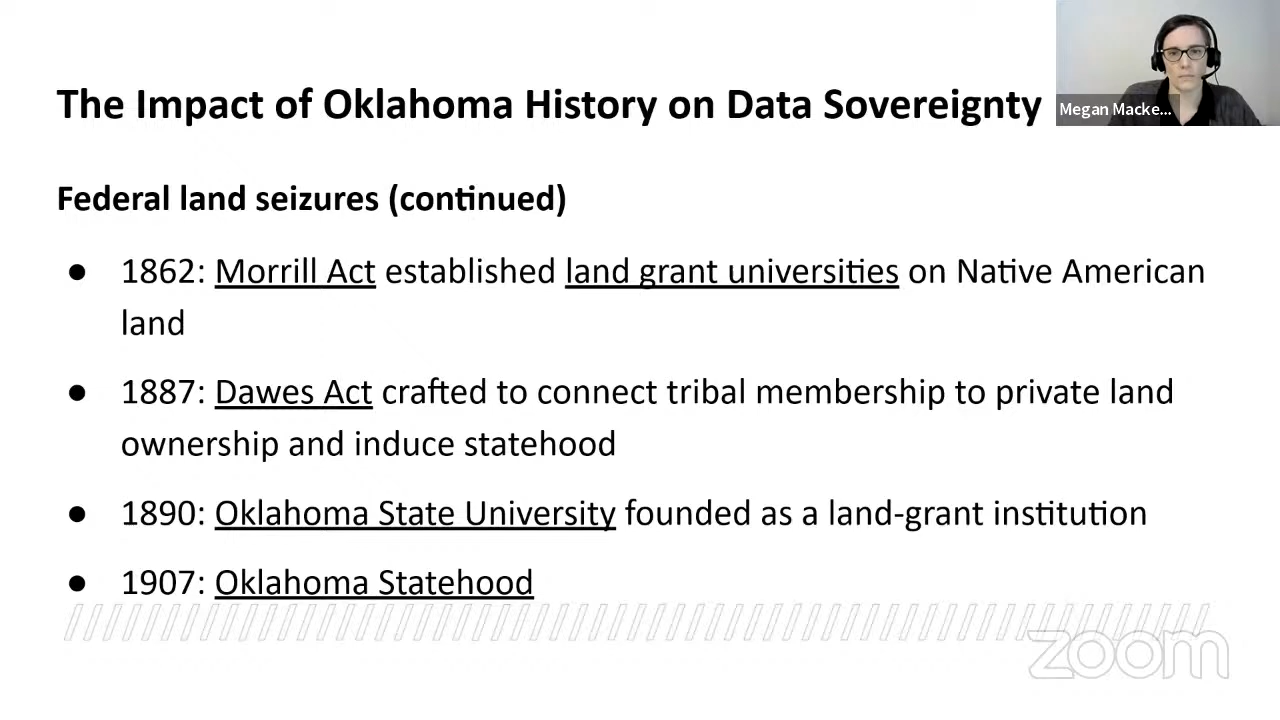 The Impact of Oklahoma History on Data Sovereignty
Megan Macke...
Federal land seizures (continued)
● 1862: Morrill Act established land grant universities on Native American
land
● 1887: Dawes Act crafted to connect tribal membership to private land
ownership and induce statehood
● 1890: Oklahoma State University founded as a land-grant institution
● 1907: Oklahoma Statehood
zoom